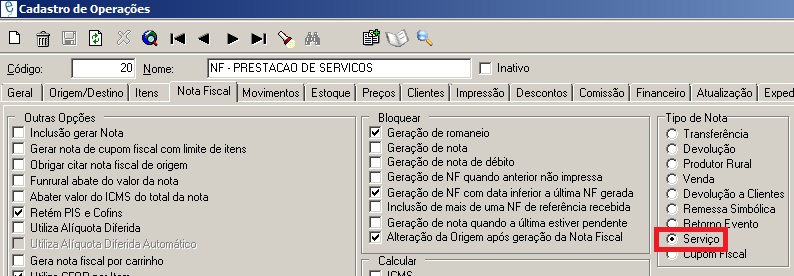 Cadastro de Operações
Código: 20 Nome: NF - PRESTACAO DE SERVICOS Inativo
Geral Origem/Destino Itens Nota Fiscal Movimentos Estoque Preços Clientes Impressão Descontos Comissão Financeiro Atualização Exped
Outras Opções
Inclusão gerar Nota
Gerar nota de cupom fiscal com limite de itens
Obrigar citar nota fiscal de origem
Funrural abate do valor da nota
Abater valor do ICMS do total da nota
Retém PIS e Cofins
Utiliza Alíquota Diferida
Utiliza Alíquota Diferida Automático
Gera nota fiscal por carrinho
Utiliza CFOP por Item
Bloquear
Geração de romaneio
Geração de nota
Geração de nota de débito
Geração de NF quando anterior não impressa
Geração de NF com data inferior a última NF gerada
Inclusão de mais de uma NF de referência recebida
Geração de nota quando a última estiver pendente
Alteração da Origem após geração da Nota Fiscal
Calcular
ICMS
Tipo de Nota
Transferência
Devolução
Produtor Rural
Venda
Devolução a Clientes
Remessa Simbólica
Retorno Evento
Serviço
Cupom Fiscal